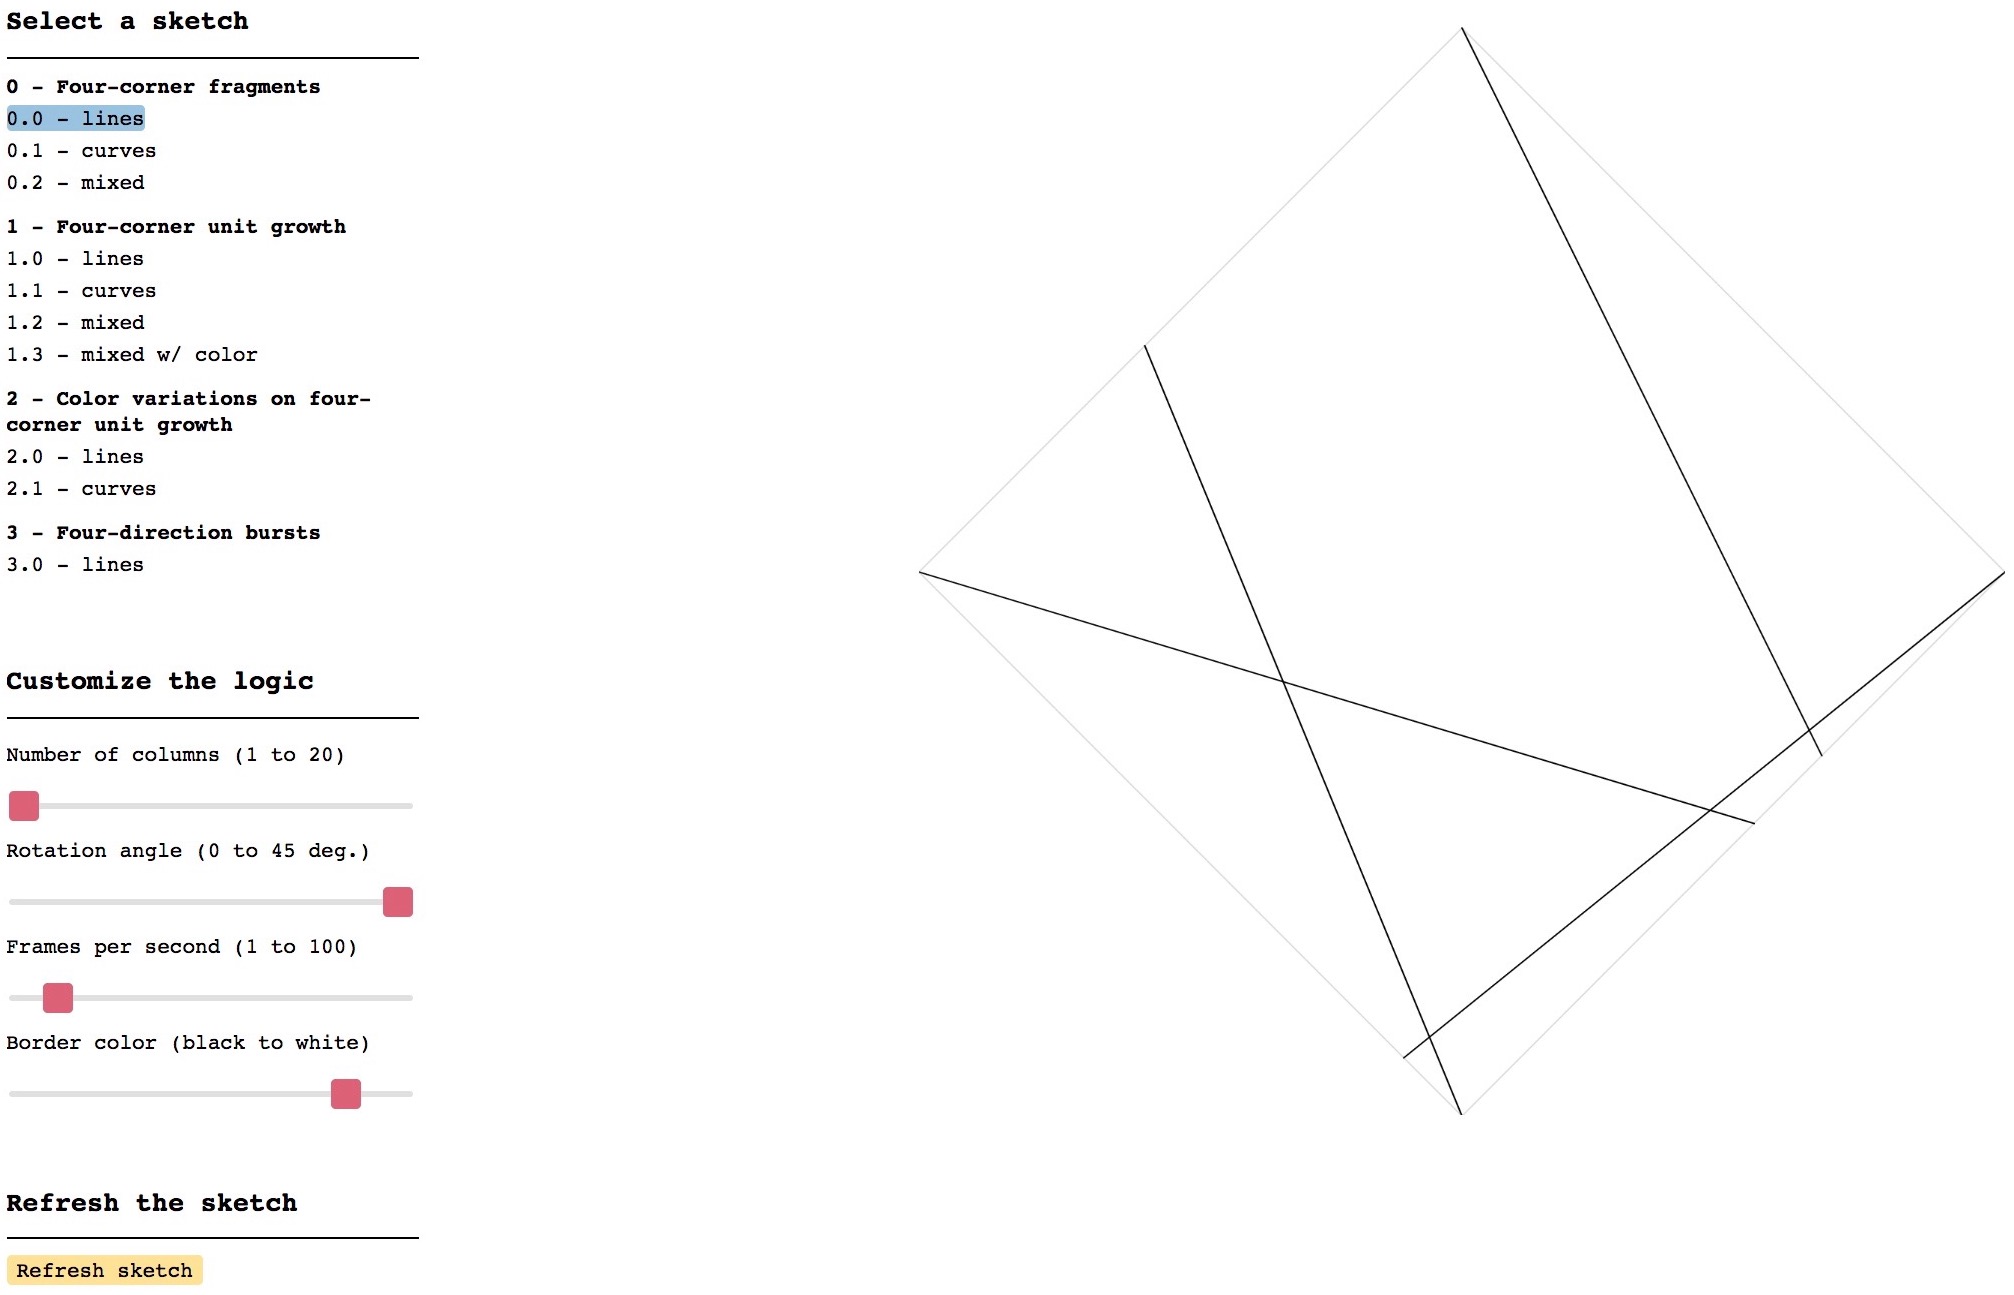 Select a sketch
0 – Four-corner fragments
0.0 – lines
0.1 – curves
0.2 – mixed
1 – Four-corner unit growth
1.0 – lines
1.1 – curves
1.2 – mixed
1.3 – mixed w/ color
2 – Color variations on four-
corner unit growth
2.0 – lines
2.1 – curves
3 – Four-direction bursts
3.0 – lines
Customize the logic
Number of columns (1 to 20)
Rotation angle (0 to 45 deg.)
Frames per second (1 to 100)
Border color (black to white)
Refresh the sketch
Refresh sketch